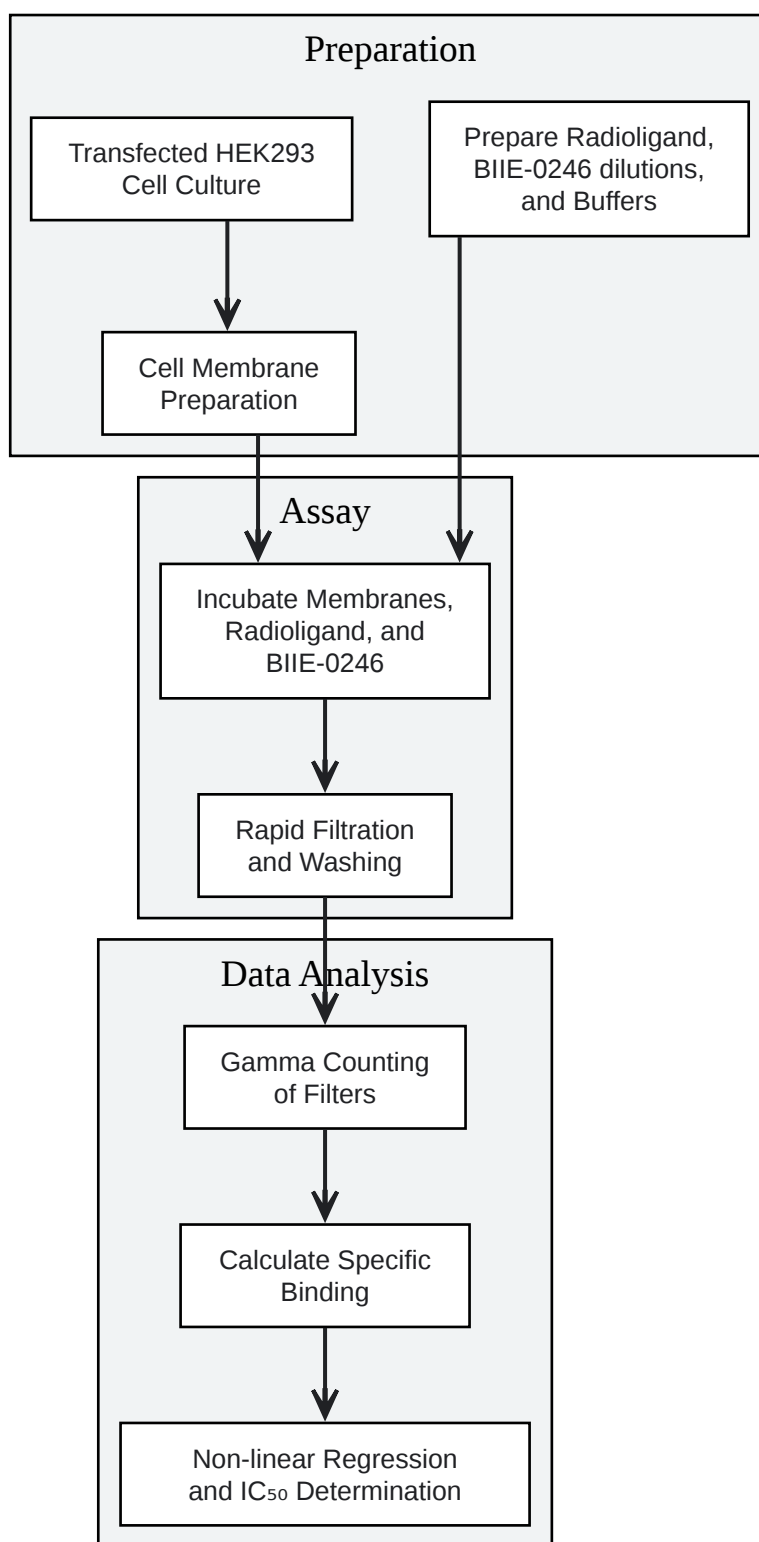 Preparation
Transfected HEK293
Cell Culture
Prepare Radioligand,
BIIE-0246 dilutions,
and Buffers
Cell Membrane
Preparation
Assay
Incubate Membranes,
Radioligand, and
BIIE-0246
Rapid Filtration
and Washing
Data Analysis
Gamma Counting
of Filters
Calculate Specific
Binding
Non-linear Regression
and IC₅₀ Determination